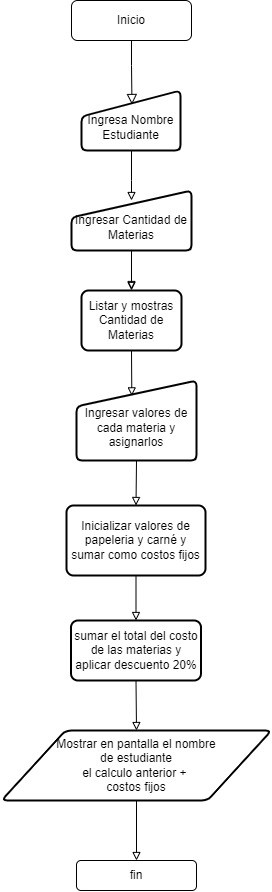 Inicio
Ingresa Nombre
Estudiante
Ingresar Cantidad de
Materias
Listar y mostras
Cantidad de
Materias
Ingresar valores de
cada materia y
asignarlos
Inicializar valores de
papeleria y carné y
sumar como costos fijos
sumar el total del costo
de las materias y
aplicar descuento 20%
Mostrar en pantalla el nombre
de estudiante
el calculo anterior +
costos fijos
fin